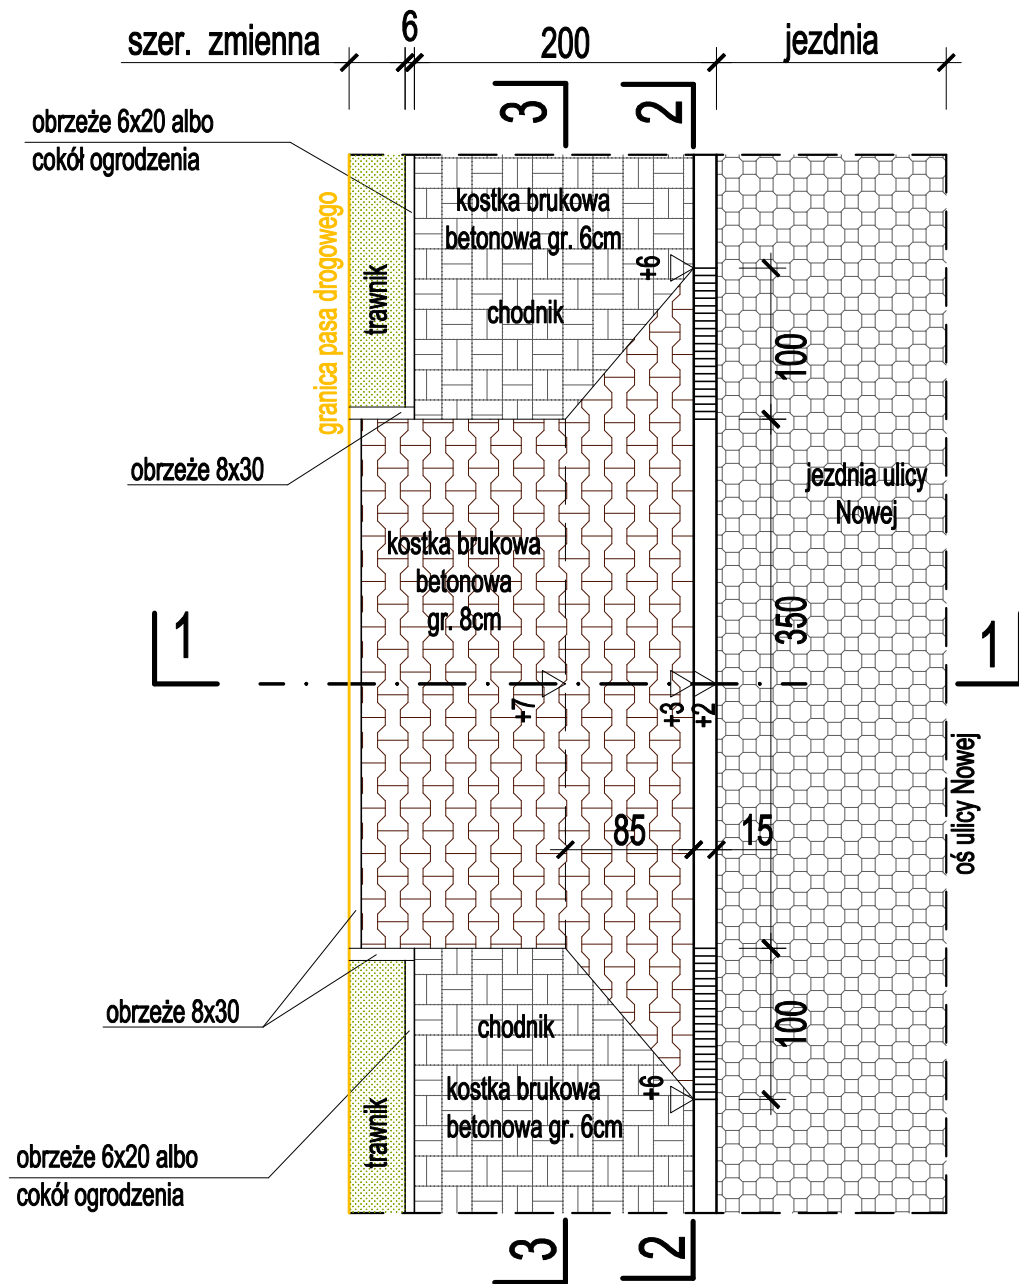 szer. zmienna
6
200
jezdnia
3
2
obrzeże 6x20 albo
cokół ogrodzenia
granica pasa drogowego
trawnik
kostka brukowa
betonowa gr. 6cm
chodnik
+6
100
obrzeże 8x30
jezdnia ulicy
Nowej
kostka brukowa
betonowa
gr. 8cm
350
1
1
+7
+3
+2
oś ulicy Nowej
85
15
obrzeże 8x30
chodnik
100
kostka brukowa
betonowa gr. 6cm
+6
trawnik
obrzeże 6x20 albo
cokół ogrodzenia
3
2